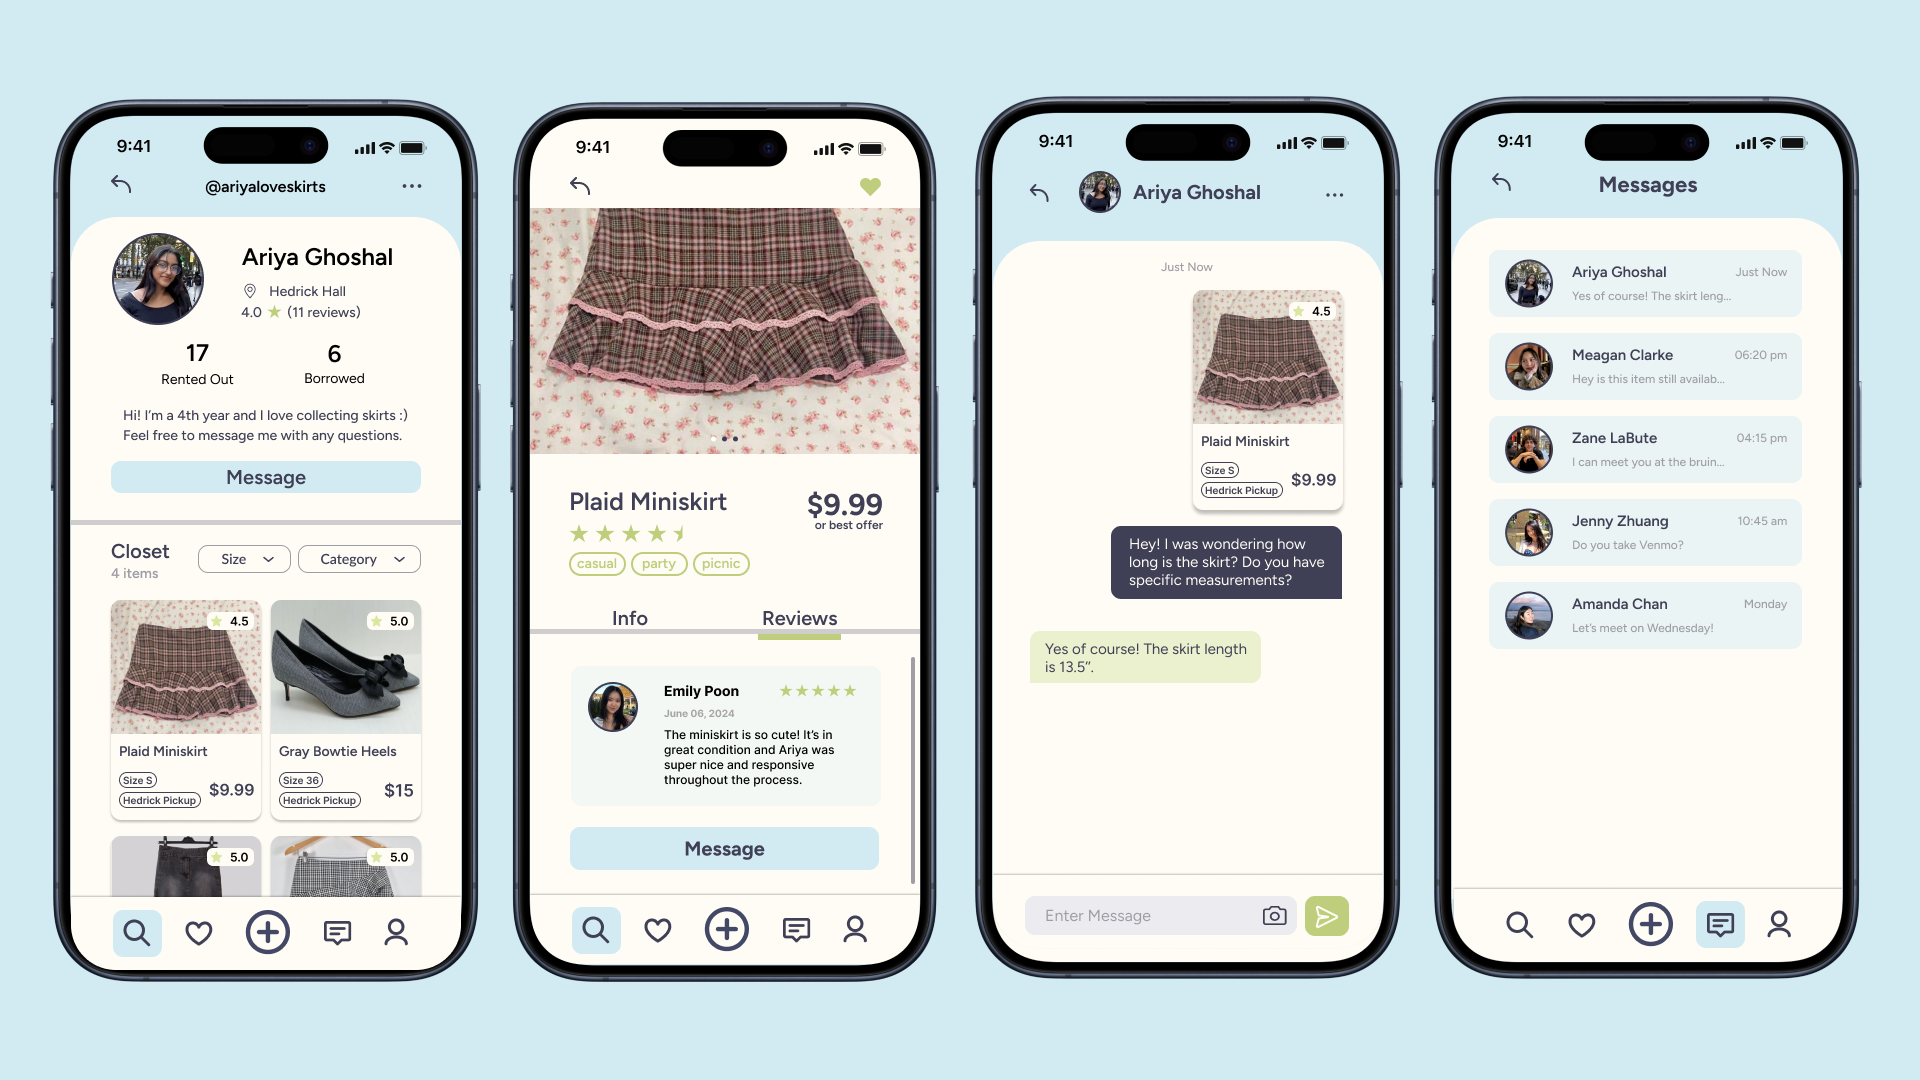 9:41
@ariyaloveskirts
Ariya Ghoshal
Hedrick Hall
4.0 ★ (11 reviews)
17
Rented Out
6
Borrowed
Hi! I'm a 4th year and I love collecting skirts :)
Feel free to message me with any questions.
Message
Closet
4 items
Size
Category
4.5
Plaid Miniskirt
Size S
Hedrick Pickup
$9.99
5.0
Gray Bowtie Heels
Size 36
Hedrick Pickup
$15
5.0
5.0
9:41
Plaid Miniskirt
$9.99
or best offer
casual
party
picnic
Info
Reviews
Emily Poon
June 06, 2024
The miniskirt is so cute! It's in
great condition and Ariya was
super nice and responsive
throughout the process.
Message
9:41
Ariya Ghoshal
Just Now
4.5
Plaid Miniskirt
Size S
Hedrick Pickup
$9.99
Hey! I was wondering how
long is the skirt? Do you have
specific measurements?
Yes of course! The skirt length
is 13.5”.
Enter Message
9:41
Messages
Ariya Ghoshal
Just Now
Yes of course! The skirt leng...
Meagan Clarke
06:20 pm
Hey is this item still availab...
Zane LaBute
04:15 pm
I can meet you at the bruin...
Jenny Zhuang
10:45 am
Do you take Venmo?
Amanda Chan
Monday
Let's meet on Wednesday!